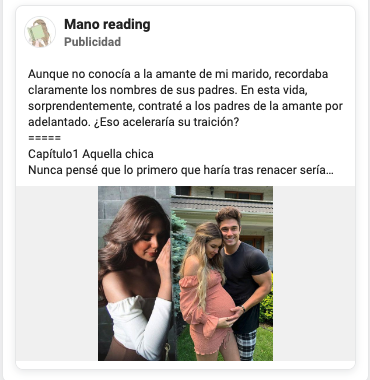 Mano reading
Publicidad
Aunque no conocía a la amante de mi marido, recordaba
claramente los nombres de sus padres. En esta vida,
sorprendentemente, contraté a los padres de la amante por
adelantado. ¿Eso aceleraría su traición?
=====
Capítulo1 Aquella chica
Nunca pensé que lo primero que haría tras renacer sería...